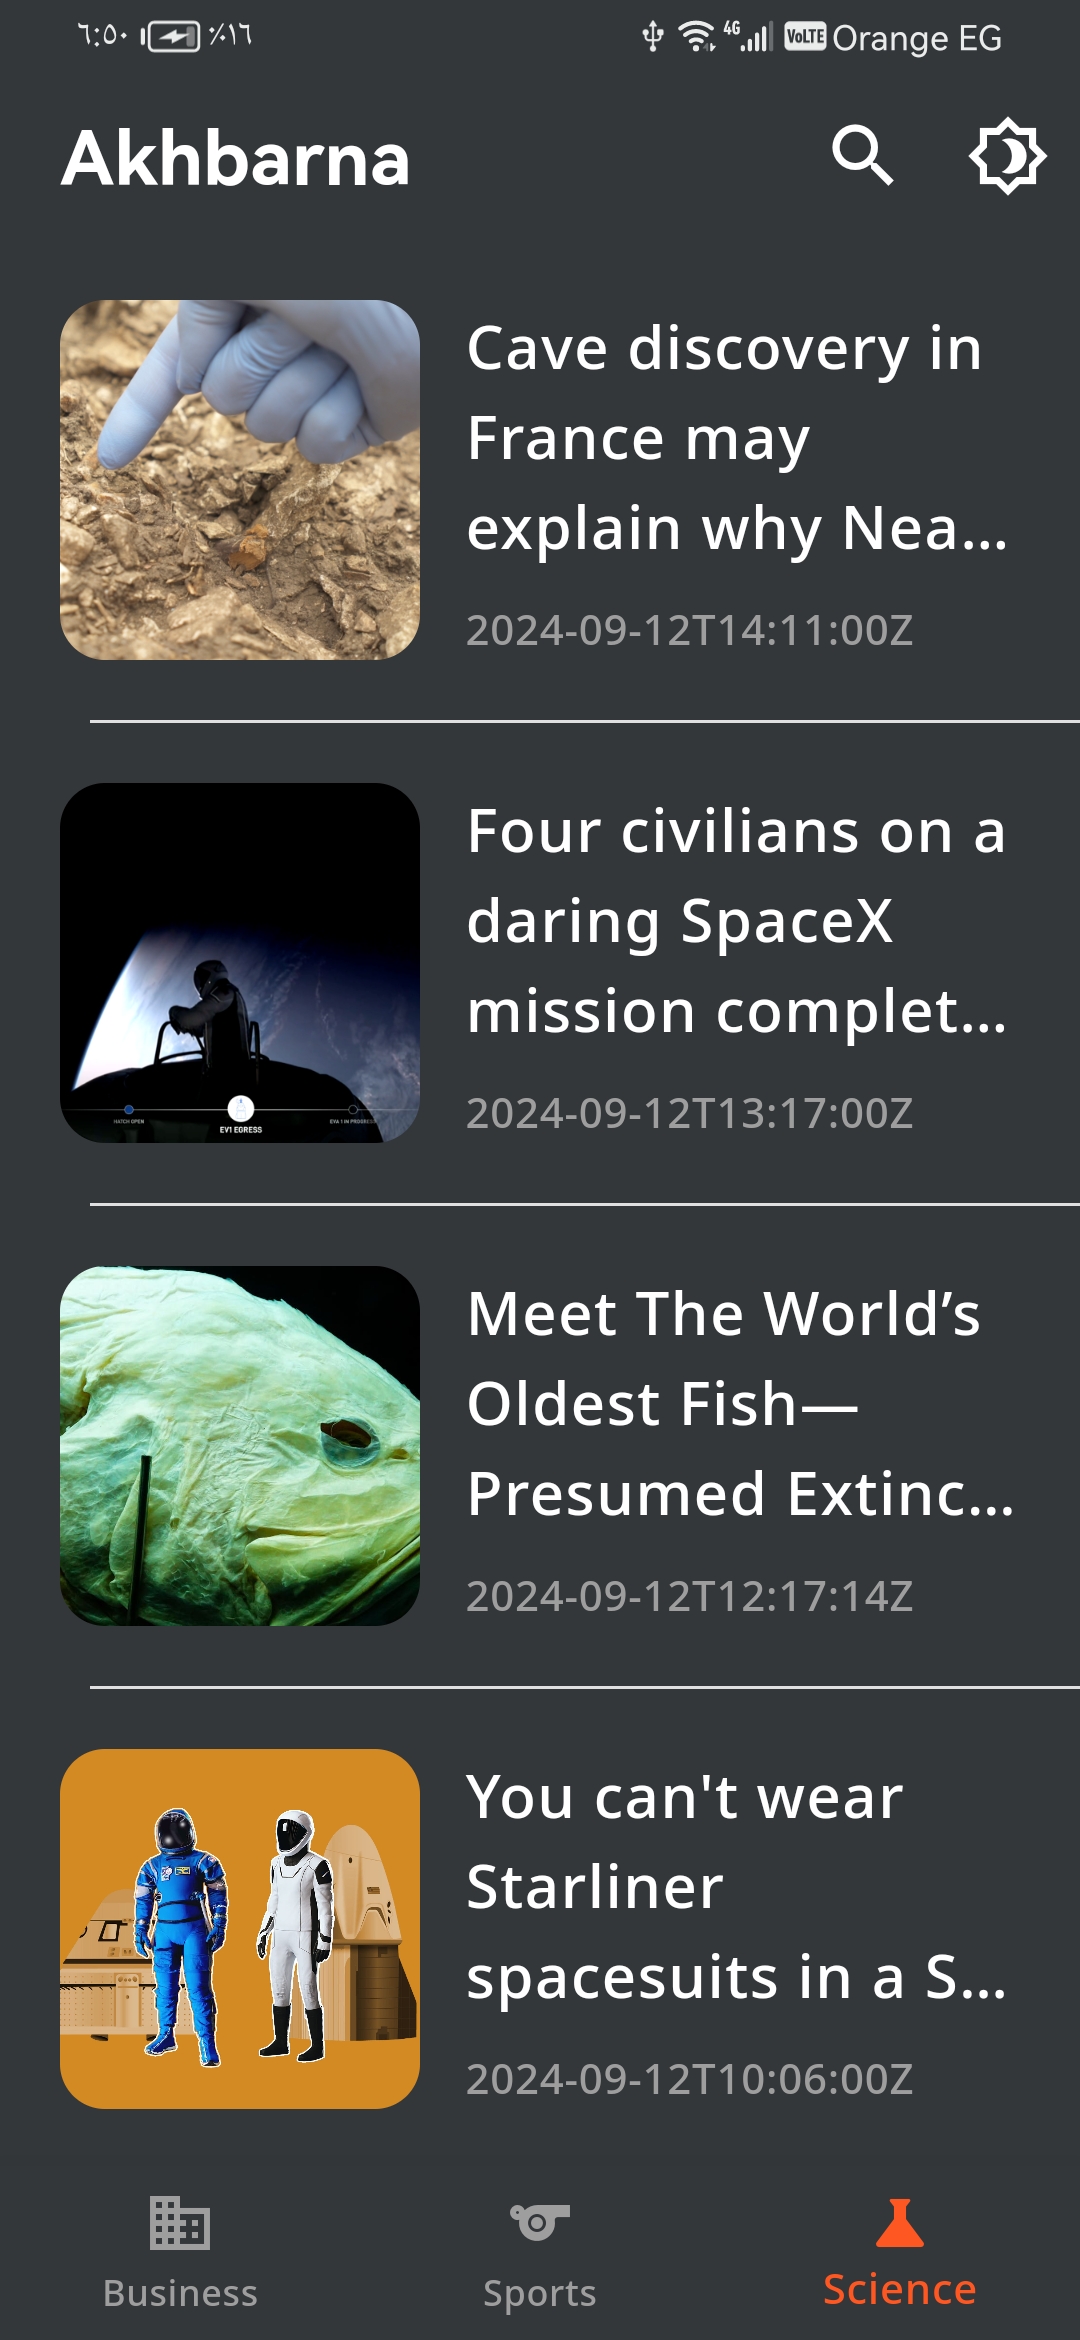 ٦:٥٠ ٪١٦ 4G VoLTE Orange EG
Akhbarna
Cave discovery in
France may
explain why Nea...
2024-09-12T14:11:00Z
Four civilians on a
daring SpaceX
mission complet...
2024-09-12T13:17:00Z
HATCH OPEN
EV1 EGRESS
EVA 1 IN PROGRESS
Meet The World’s
Oldest Fish—
Presumed Extinc...
2024-09-12T12:17:14Z
You can't wear
Starliner
spacesuits in a S...
2024-09-12T10:06:00Z
Business
Sports
Science